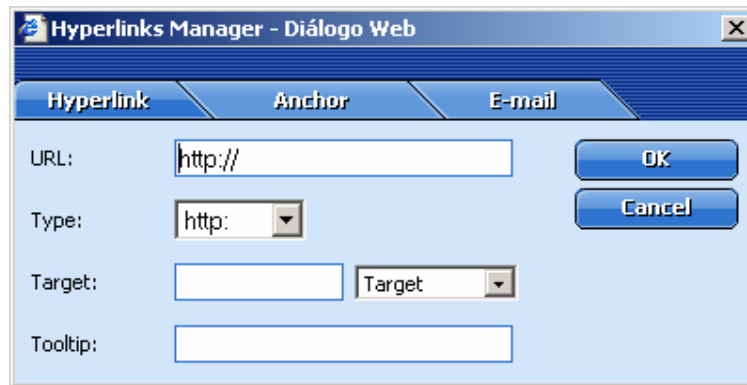 Hyperlinks Manager - Diálogo Web
Hyperlink Anchor E-mail
URL: http:// OK
Cancel
Type: http:
Target: Target
Tooltip: